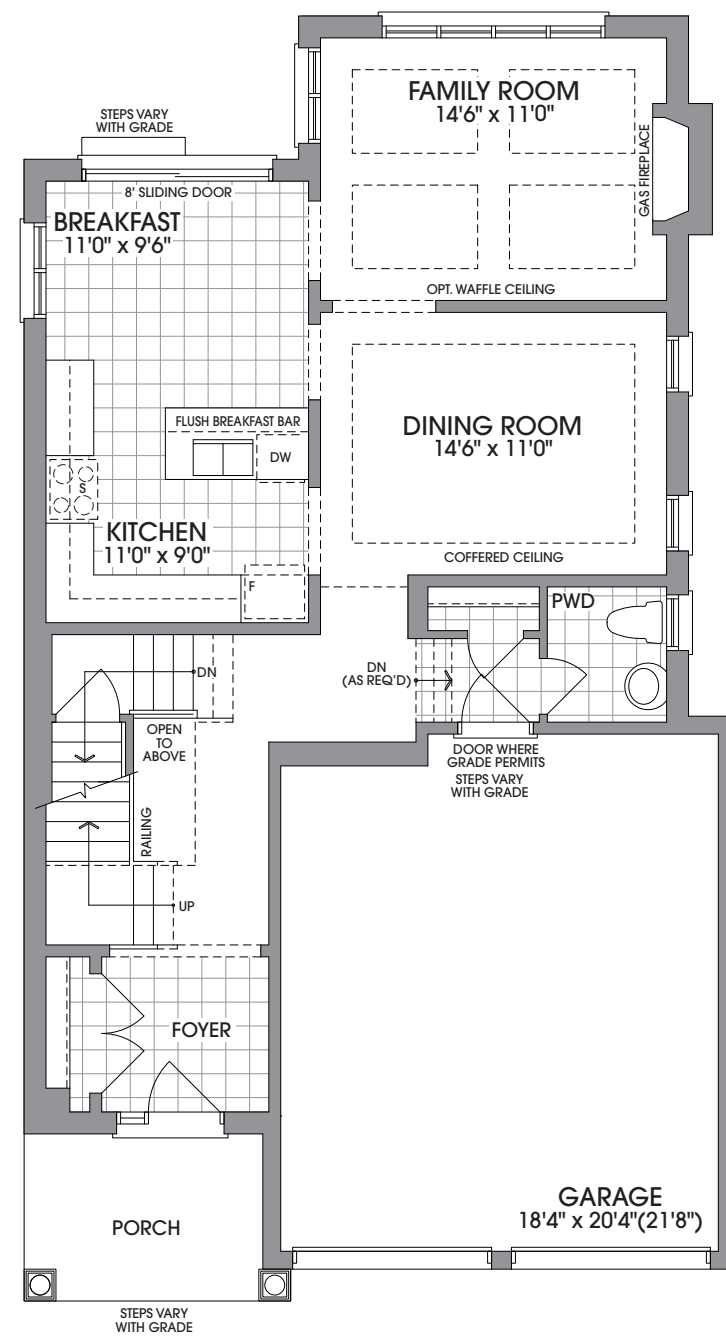 FAMILY ROOM
14'6" x 11'0"
GAS FIREPLACE
OPT. WAFFLE CEILING
STEPS VARY
WITH GRADE
8' SLIDING DOOR
BREAKFAST
11'0" x 9'6"
FLUSH BREAKFAST BAR
DW
S
KITCHEN
11'0" x 9'0"
F
DINING ROOM
14'6" x 11'0"
COFFERED CEILING
PWD
DN
(AS REQ'D)
DN
OPEN
TO
ABOVE
RAILING
UP
DOOR WHERE
GRADE PERMITS
STEPS VARY
WITH GRADE
FOYER
PORCH
GARAGE
18'4" x 20'4"(21'8")
STEPS VARY
WITH GRADE